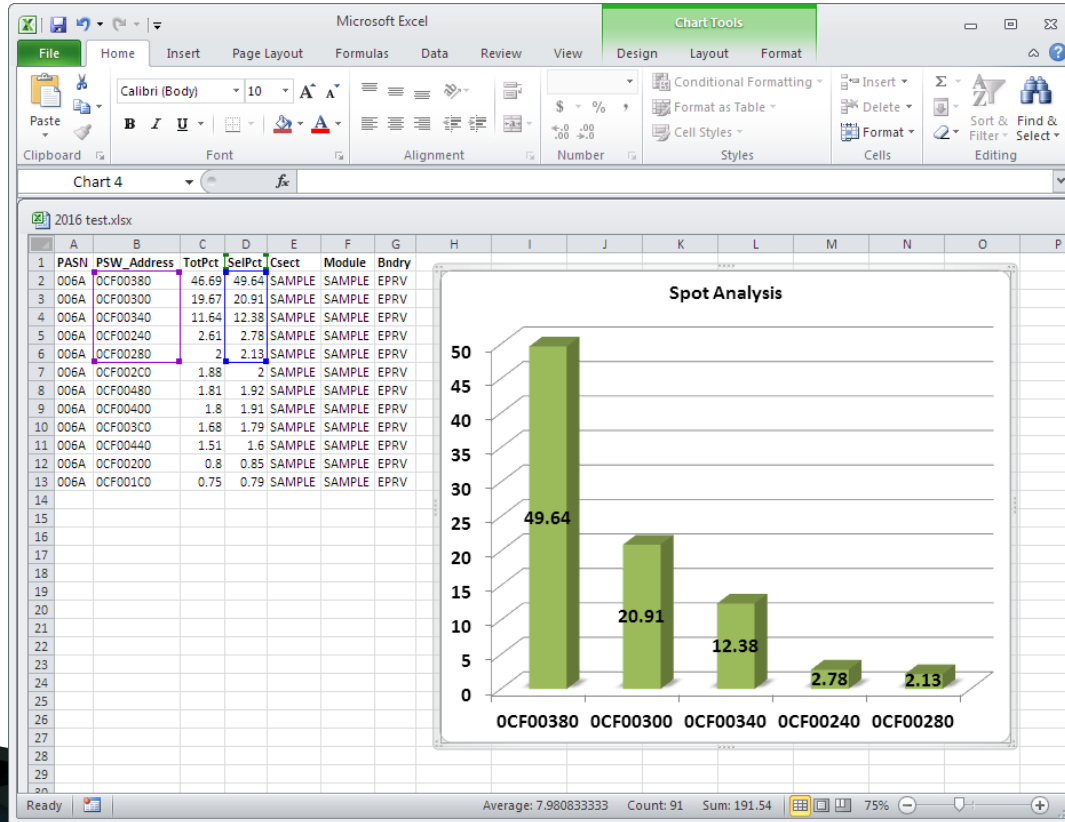 Microsoft Excel
Chart Tools
File Home Insert Page Layout Formulas Data Review View Design Layout Format
Paste
Calibri (Body) 10 A A
B I U A
$ % ,
.0 .00 .00 .0
Conditional Formatting
Format as Table
Cell Styles
Insert
Delete
Format
Σ
Sort & Filter
Find & Select
Clipboard Font Alignment Number Styles Cells Editing
Chart 4 fx
2016 test.xlsx
A B C D E F G H I J K L M N O P
1 PASN PSW_Address TotPct SelPct Csect Module Bndry
2 006A 0CF00380 46.69 49.64 SAMPLE SAMPLE EPRV
3 006A 0CF00300 19.67 20.91 SAMPLE SAMPLE EPRV
4 006A 0CF00340 11.64 12.38 SAMPLE SAMPLE EPRV
5 006A 0CF00240 2.61 2.78 SAMPLE SAMPLE EPRV
6 006A 0CF00280 2 2.13 SAMPLE SAMPLE EPRV
7 006A 0CF002C0 1.88 2 SAMPLE SAMPLE EPRV
8 006A 0CF00480 1.81 1.92 SAMPLE SAMPLE EPRV
9 006A 0CF00400 1.8 1.91 SAMPLE SAMPLE EPRV
10 006A 0CF003C0 1.68 1.79 SAMPLE SAMPLE EPRV
11 006A 0CF00440 1.51 1.6 SAMPLE SAMPLE EPRV
12 006A 0CF00200 0.8 0.85 SAMPLE SAMPLE EPRV
13 006A 0CF001C0 0.75 0.79 SAMPLE SAMPLE EPRV
14
15
16
17
18
19
20
21
22
23
24
25
26
27
28
29
30
Spot Analysis
50
45
40
35
30
25
20
15
10
5
0
49.64
20.91
12.38
2.78
2.13
0CF00380 0CF00300 0CF00340 0CF00240 0CF00280
Ready Average: 7.980833333 Count: 91 Sum: 191.54 75%